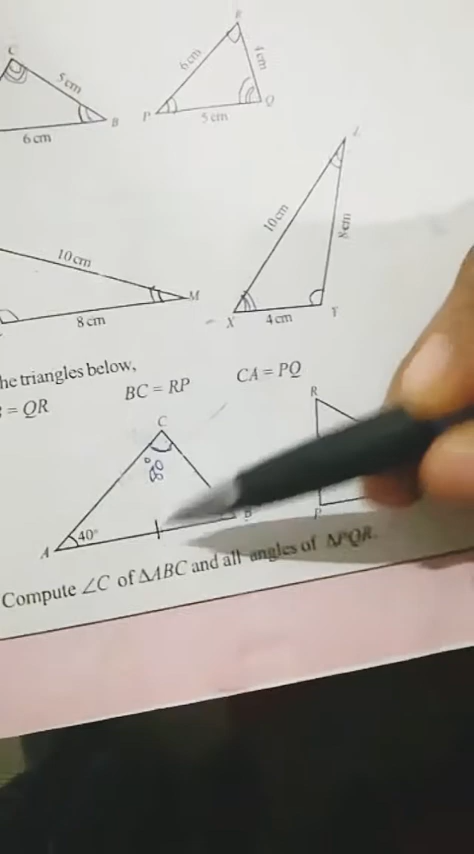 C
5 cm
B
6 cm
R
6 cm
4 cm
P
Q
5 cm
10 cm
M
8 cm
Z
10 cm
8 cm
X
4 cm
Y
he triangles below,
= QR
BC = RP
CA = PQ
C
80°
A
40°
B
R
P
Compute ∠C of ΔABC and all angles of ΔPQR.